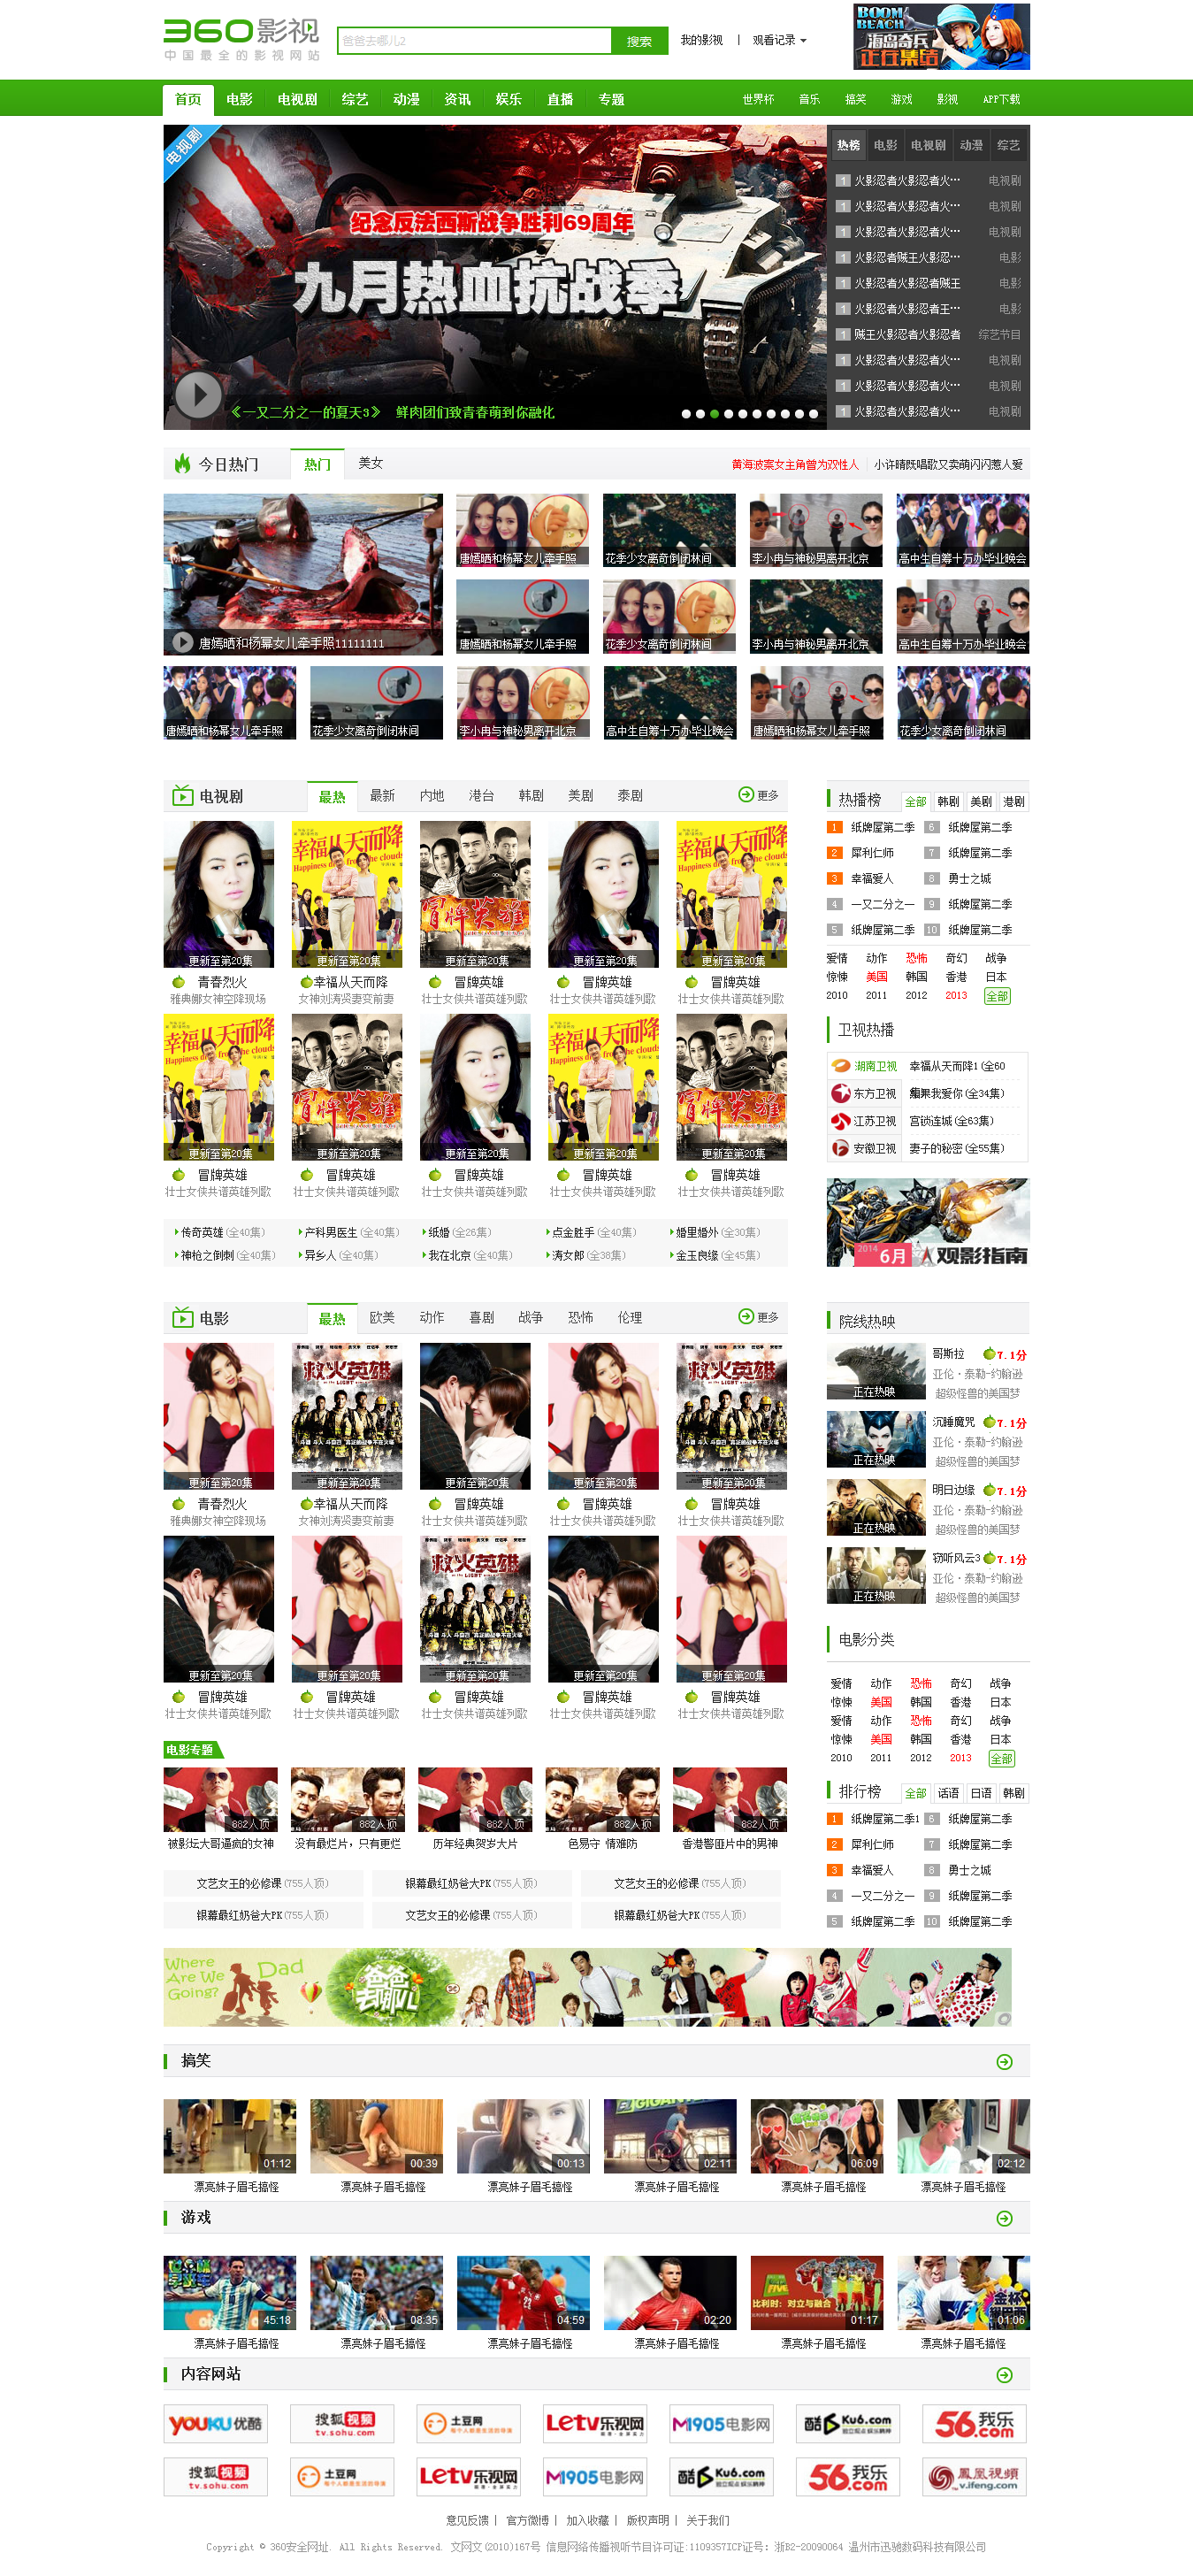 360影视
中国最全的影视网站
爸爸去哪儿2 搜索 我的影视 | 观看记录
BOOM BEACH
海岛奇兵
正在集结
首页 电影 电视剧 综艺 动漫 资讯 娱乐 直播 专题 世界杯 音乐 搞笑 游戏 影视 APP下载
电视剧
纪念反法西斯战争胜利69周年
九月热血抗战季
《一又二分之一的夏天3》 鲜肉团们致青春萌到你融化
热榜 电影 电视剧 动漫 综艺
1 火影忍者火影忍者火… 电视剧
1 火影忍者火影忍者火… 电视剧
1 火影忍者火影忍者火… 电视剧
1 火影忍者贼王火影忍… 电影
1 火影忍者火影忍者贼王 电影
1 火影忍者火影忍者王… 电影
1 贼王火影忍者火影忍者 综艺节目
1 火影忍者火影忍者火… 电视剧
1 火影忍者火影忍者火… 电视剧
1 火影忍者火影忍者火… 电视剧
今日热门 热门 美女 黄海波案女主角曾为双性人 小许晴既唱歌又卖萌闪闪惹人爱
唐嫣晒和杨幂女儿牵手照 花季少女离奇倒闭林间 李小冉与神秘男离开北京 高中生自筹十万办毕业晚会
唐嫣晒和杨幂女儿牵手照11111111
唐嫣晒和杨幂女儿牵手照 花季少女离奇倒闭林间 李小冉与神秘男离开北京 高中生自筹十万办毕业晚会
唐嫣晒和杨幂女儿牵手照 花季少女离奇倒闭林间 李小冉与神秘男离开北京 高中生自筹十万办毕业晚会 唐嫣晒和杨幂女儿牵手照 花季少女离奇倒闭林间
电视剧 最热 最新 内地 港台 韩剧 美剧 泰剧 更多
幸福从天而降
Happiness down from the clouds
冒牌英雄
幸福从天而降
更新至第20集 更新至第20集 更新至第20集 更新至第20集 更新至第20集
青春烈火 幸福从天而降 冒牌英雄 冒牌英雄 冒牌英雄
雅典娜女神空降现场 女神刘涛贤妻变前妻 壮士女侠共谱英雄列歌 壮士女侠共谱英雄列歌 壮士女侠共谱英雄列歌
幸福从天而降
冒牌英雄
幸福从天而降
冒牌英雄
更新至第20集 更新至第20集 更新至第20集 更新至第20集 更新至第20集
冒牌英雄 冒牌英雄 冒牌英雄 冒牌英雄 冒牌英雄
壮士女侠共谱英雄列歌 壮士女侠共谱英雄列歌 壮士女侠共谱英雄列歌 壮士女侠共谱英雄列歌 壮士女侠共谱英雄列歌
传奇英雄(全40集) 产科男医生(全40集) 纸婚(全26集) 点金胜手(全40集) 婚里婚外(全30集)
神枪之倒刺(全40集) 异乡人(全40集) 我在北京(全40集) 涛女郎(全38集) 金玉良缘(全45集)
热播榜 全部 韩剧 美剧 港剧
1 纸牌屋第二季 6 纸牌屋第二季
2 犀利仁师 7 纸牌屋第二季
3 幸福爱人 8 勇士之城
4 一又二分之一 9 纸牌屋第二季
5 纸牌屋第二季 10 纸牌屋第二季
爱情 动作 恐怖 奇幻 战争
惊悚 美国 韩国 香港 日本
2010 2011 2012 2013 全部
卫视热播
湖南卫视 幸福从天而降1(全60
东方卫视 果我爱你(全34集)
江苏卫视 宫锁连城(全63集)
安徽卫视 妻子的秘密(全55集)
2014
6月 观影指南
电影 最热 欧美 动作 喜剧 战争 恐怖 伦理 更多
救火英雄
救火英雄
更新至第20集 更新至第20集 更新至第20集 更新至第20集 更新至第20集
青春烈火 幸福从天而降 冒牌英雄 冒牌英雄 冒牌英雄
雅典娜女神空降现场 女神刘涛贤妻变前妻 壮士女侠共谱英雄列歌 壮士女侠共谱英雄列歌 壮士女侠共谱英雄列歌
救火英雄
更新至第20集 更新至第20集 更新至第20集 更新至第20集 更新至第20集
冒牌英雄 冒牌英雄 冒牌英雄 冒牌英雄 冒牌英雄
壮士女侠共谱英雄列歌 壮士女侠共谱英雄列歌 壮士女侠共谱英雄列歌 壮士女侠共谱英雄列歌 壮士女侠共谱英雄列歌
电影专题
882人顶 882人顶 882人顶 882人顶 882人顶
被影坛大哥逼疯的女神 没有最烂片，只有更烂 历年经典贺岁大片 色易守 情难防 香港警匪片中的男神
文艺女王的必修课(755人顶) 银幕最红奶爸大PK(755人顶) 文艺女王的必修课(755人顶)
银幕最红奶爸大PK(755人顶) 文艺女王的必修课(755人顶) 银幕最红奶爸大PK(755人顶)
院线热映
哥斯拉 7.1分
亚伦·泰勒-约翰逊
正在热映 超级怪兽的美国梦
沉睡魔咒 7.1分
亚伦·泰勒-约翰逊
正在热映 超级怪兽的美国梦
明日边缘 7.1分
亚伦·泰勒-约翰逊
正在热映 超级怪兽的美国梦
窃听风云3 7.1分
亚伦·泰勒-约翰逊
正在热映 超级怪兽的美国梦
电影分类
爱情 动作 恐怖 奇幻 战争
惊悚 美国 韩国 香港 日本
爱情 动作 恐怖 奇幻 战争
惊悚 美国 韩国 香港 日本
2010 2011 2012 2013 全部
排行榜 全部 话语 日语 韩剧
1 纸牌屋第二季1 6 纸牌屋第二季
2 犀利仁师 7 纸牌屋第二季
3 幸福爱人 8 勇士之城
4 一又二分之一 9 纸牌屋第二季
5 纸牌屋第二季 10 纸牌屋第二季
Where Are We Going? Dad
爸爸去哪儿
搞笑
01:12 00:39 00:13 02:11 06:09 02:12
漂亮妹子眉毛搞怪 漂亮妹子眉毛搞怪 漂亮妹子眉毛搞怪 漂亮妹子眉毛搞怪 漂亮妹子眉毛搞怪 漂亮妹子眉毛搞怪
游戏
比利时：对立与融合
45:18 08:35 04:59 02:20 01:17 01:06
漂亮妹子眉毛搞怪 漂亮妹子眉毛搞怪 漂亮妹子眉毛搞怪 漂亮妹子眉毛搞怪 漂亮妹子眉毛搞怪 漂亮妹子眉毛搞怪
内容网站
YOUKU优酷 搜狐视频 tv.sohu.com 土豆网 每个人都是生活的导演 Letv乐视网 M1905电影网 酷6 Ku6.com 56我乐 56.com
搜狐视频 tv.sohu.com 土豆网 每个人都是生活的导演 Letv乐视网 M1905电影网 酷6 Ku6.com 56我乐 56.com 凤凰视频 v.ifeng.com
意见反馈 | 官方微博 | 加入收藏 | 版权声明 | 关于我们
Copyright © 360安全网址. All Rights Reserved. 文网文(2010)167号 信息网络传播视听节目许可证:1109357ICP证号: 浙B2-20090064 温州市迅驰数码科技有限公司